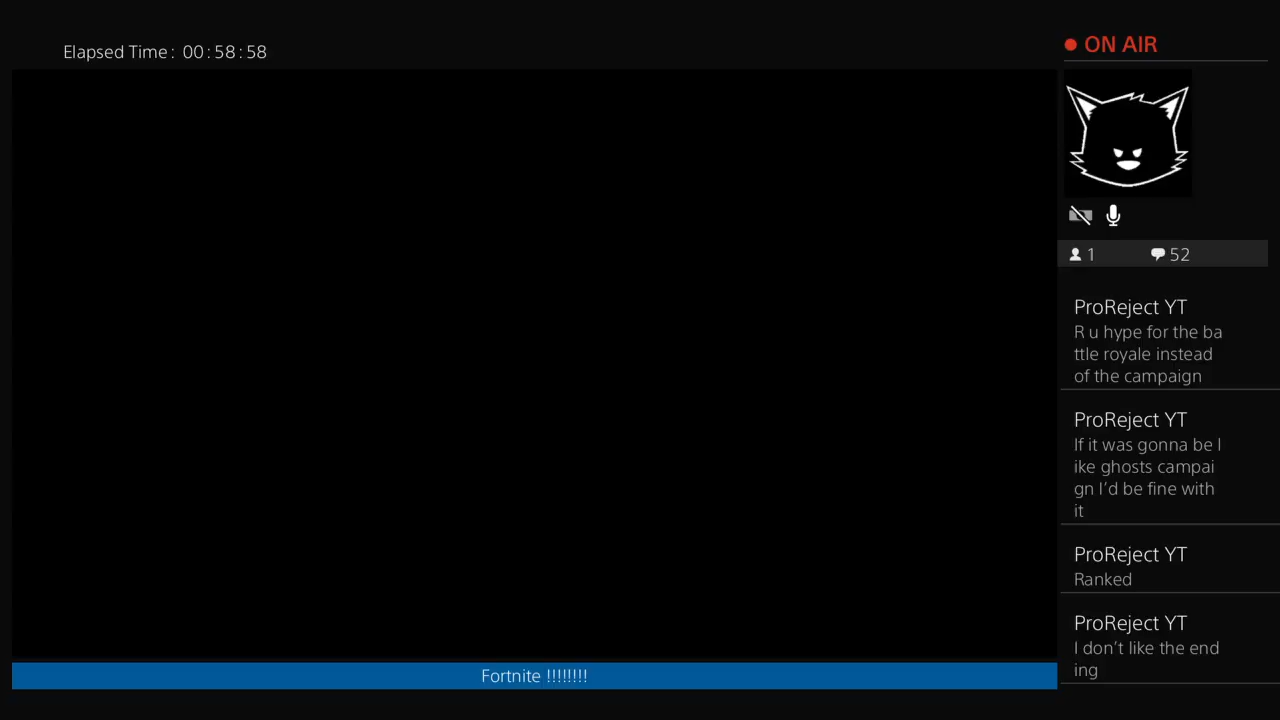 Elapsed Time: 00:58:58
ON AIR
1 52
ProReject YT
R u hype for the ba
ttle royale instead
of the campaign
ProReject YT
If it was gonna be l
ike ghosts campai
gn I'd be fine with
it
ProReject YT
Ranked
ProReject YT
I don't like the end
ing
Fortnite !!!!!!!!